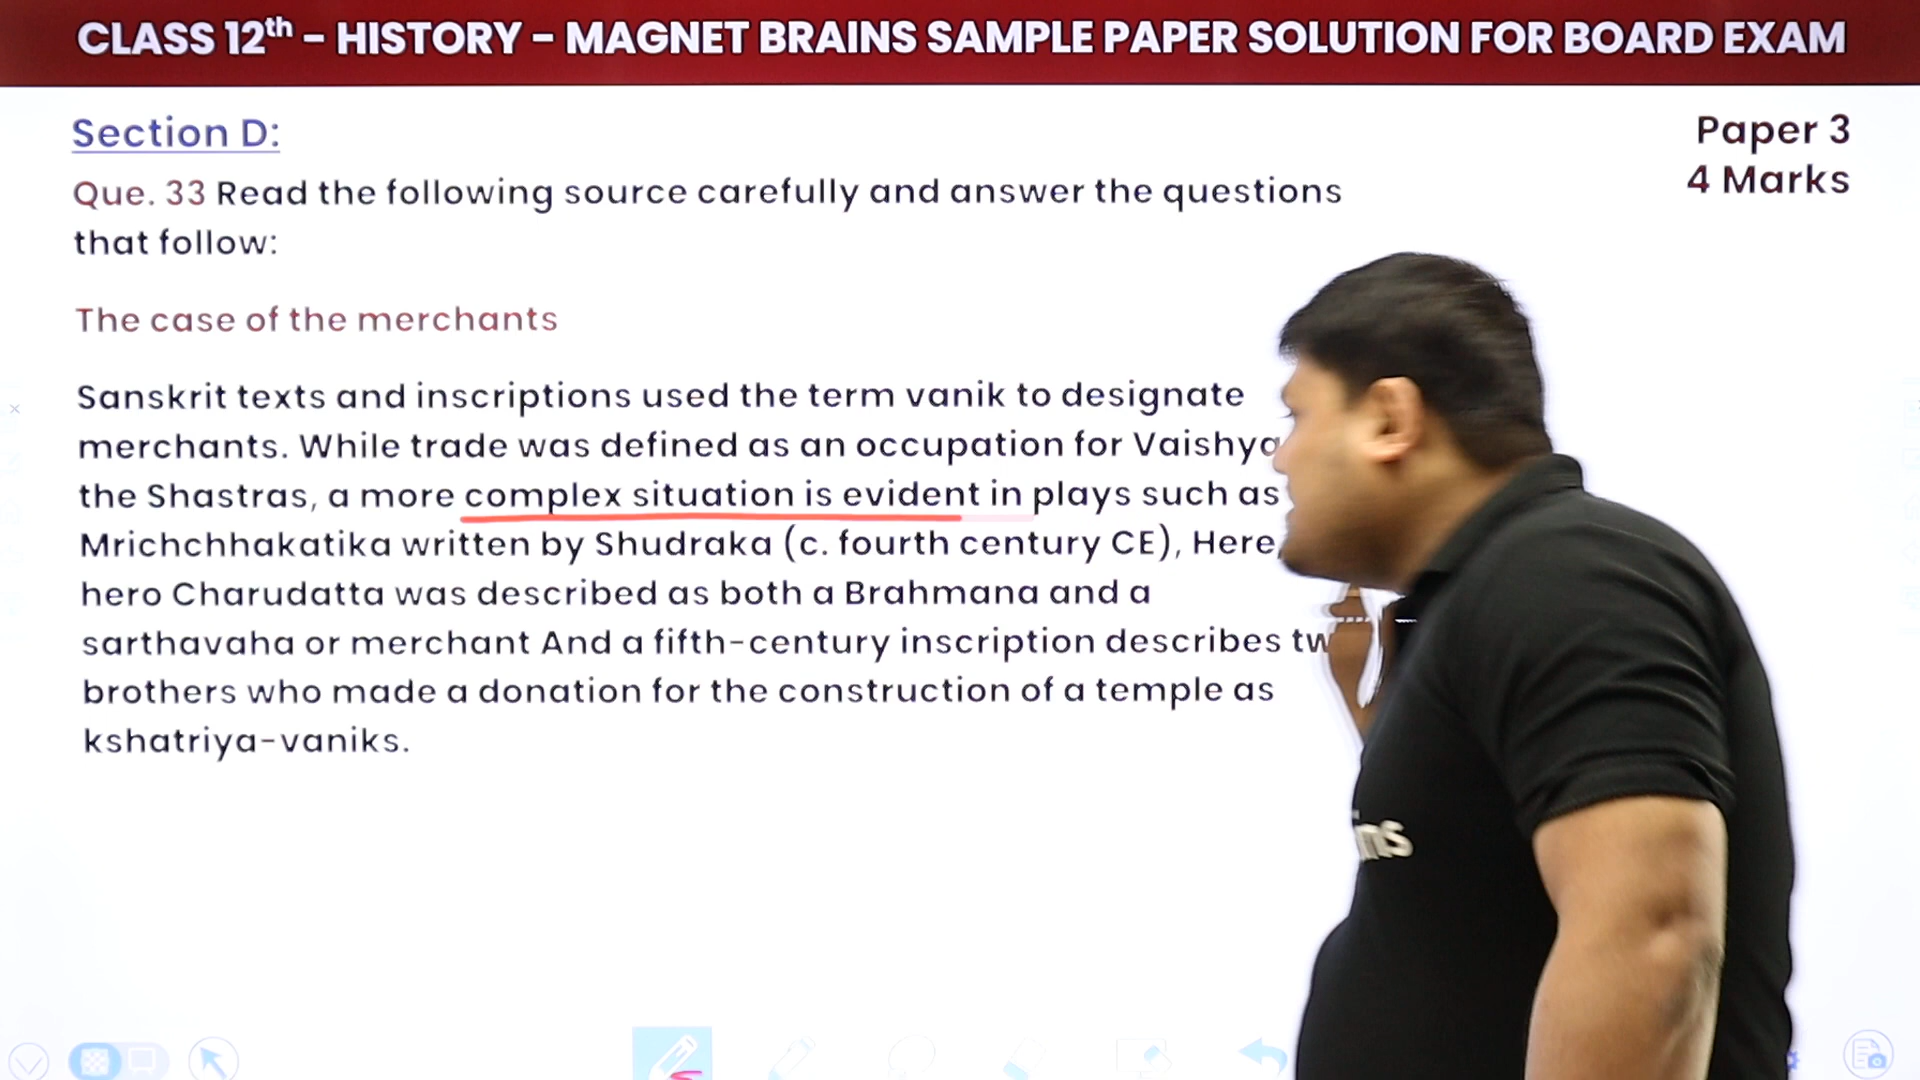 CLASS 12th - HISTORY - MAGNET BRAINS SAMPLE PAPER SOLUTION FOR BOARD EXAM
Section D:
Paper 3
4 Marks
Que. 33 Read the following source carefully and answer the questions
that follow:
The case of the merchants
Sanskrit texts and inscriptions used the term vanik to designate
merchants. While trade was defined as an occupation for Vaishya
the Shastras, a more complex situation is evident in plays such as
Mrichchhakatika written by Shudraka (c. fourth century CE), Here,
hero Charudatta was described as both a Brahmana and a
sarthavaha or merchant And a fifth-century inscription describes
brothers who made a donation for the construction of a temple as
kshatriya-vaniks.